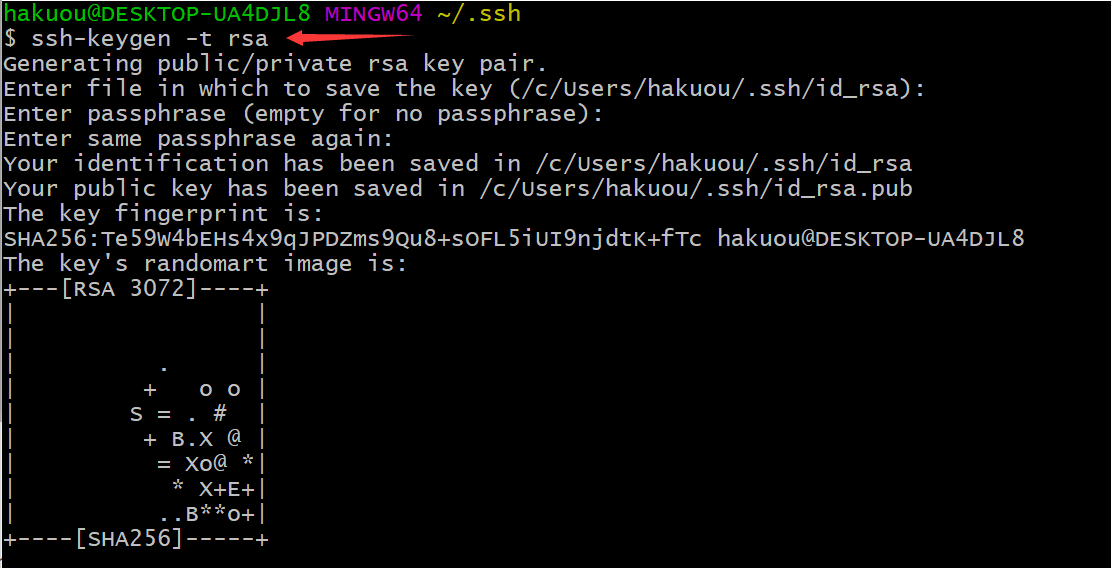 hakuou@DESKTOP-UA4DJL8 MINGW64 ~/.ssh
$ ssh-keygen -t rsa
Generating public/private rsa key pair.
Enter file in which to save the key (/c/Users/hakuou/.ssh/id_rsa):
Enter passphrase (empty for no passphrase):
Enter same passphrase again:
Your identification has been saved in /c/Users/hakuou/.ssh/id_rsa
Your public key has been saved in /c/Users/hakuou/.ssh/id_rsa.pub
The key fingerprint is:
SHA256:Te59W4bEHs4x9qJPDZms9Qu8+sOFL5iUI9njdtK+fTc hakuou@DESKTOP-UA4DJL8
The key's randomart image is:
+---[RSA 3072]----+
|                 |
|                 |
|          .      |
|         +   o o |
|        S = . #  |
|         + B.X @ |
|          = Xo@ *|
|           * X+E+|
|          ..B**o+|
+----[SHA256]-----+